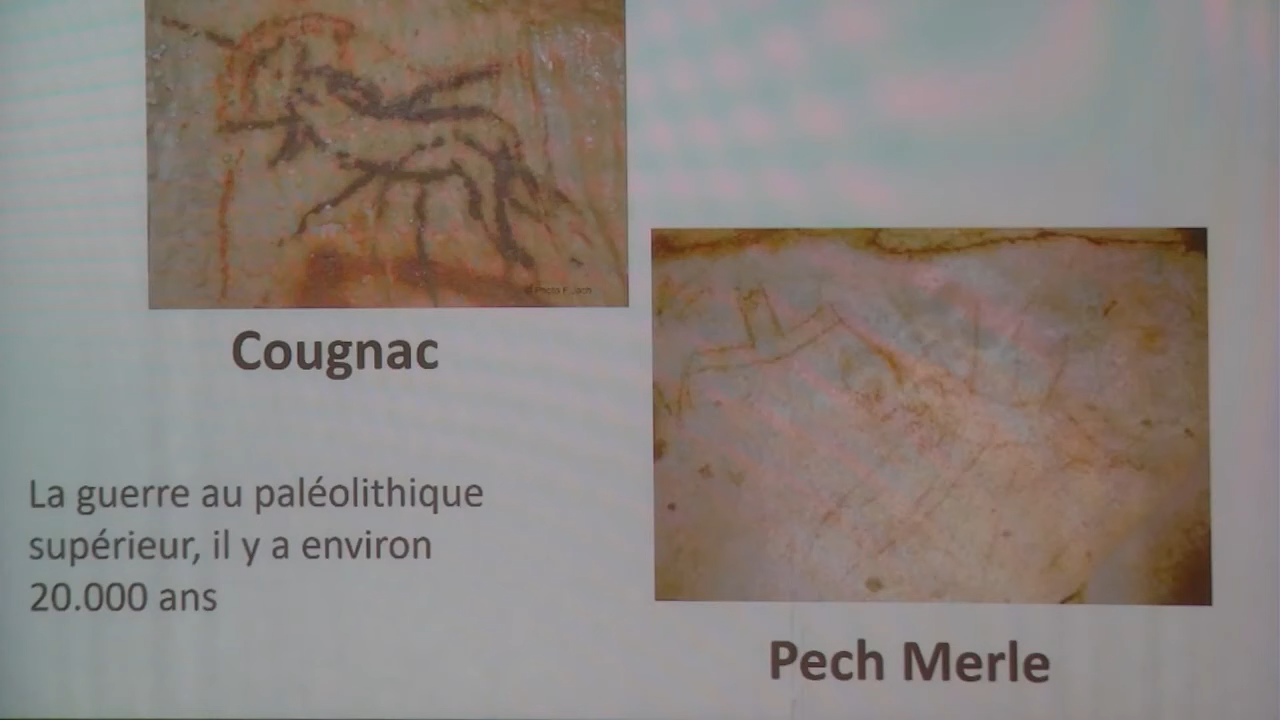 Cougnac
La guerre au paléolithique
supérieur, il y a environ
20.000 ans
Pech Merle